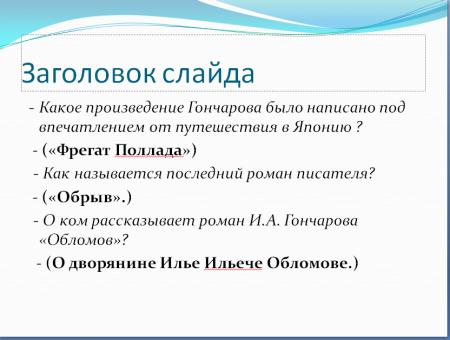 Заголовок слайда
- Какое произведение Гончарова было написано под
впечатлением от путешествия в Японию ?
- («Фрегат Поллада»)
- Как называется последний роман писателя?
- («Обрыв».)
- О ком рассказывает роман И.А. Гончарова
«Обломов»?
- (О дворянине Илье Ильече Обломове.)